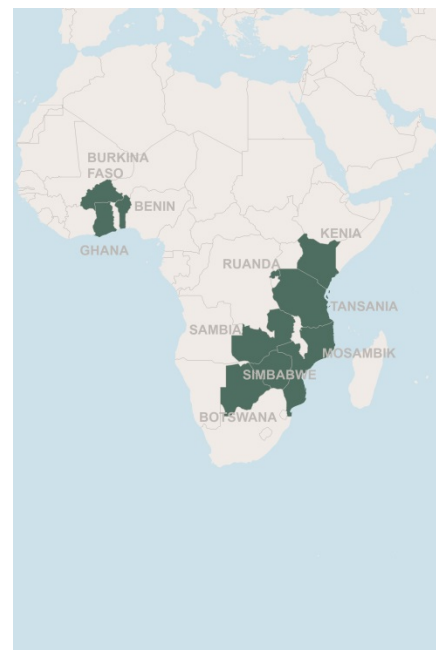 BURKINA
FASO
BENIN
GHANA
KENIA
RUANDA
TANSANIA
SAMBIA
MOSAMBIK
SIMBABWE
BOTSWANA